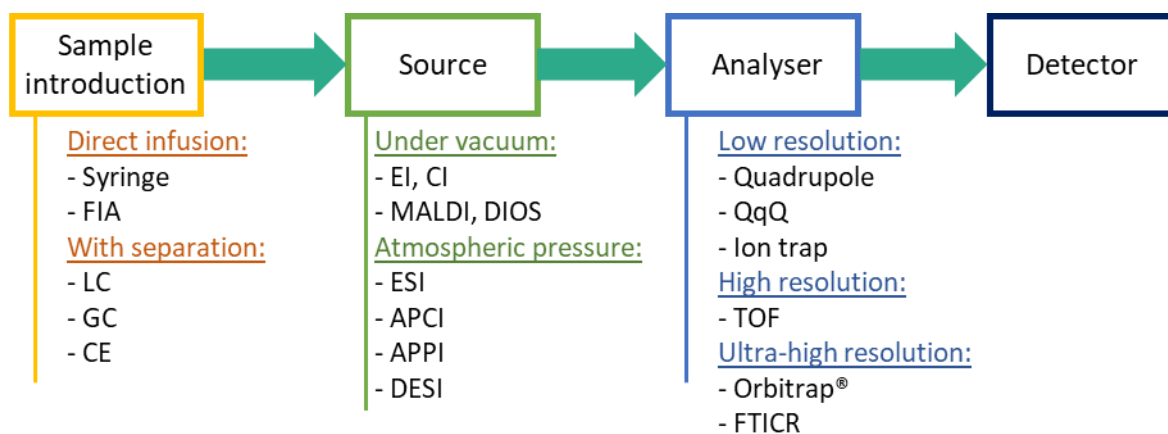 Sample
introduction
Source
Analyser
Detector
Direct infusion:
- Syringe
- FIA
With separation:
- LC
- GC
- CE
Under vacuum:
- EI, CI
- MALDI, DIOS
Atmospheric pressure:
- ESI
- APCI
- APPI
- DESI
Low resolution:
- Quadrupole
- QqQ
- Ion trap
High resolution:
- TOF
Ultra-high resolution:
- Orbitrap®
- FTICR